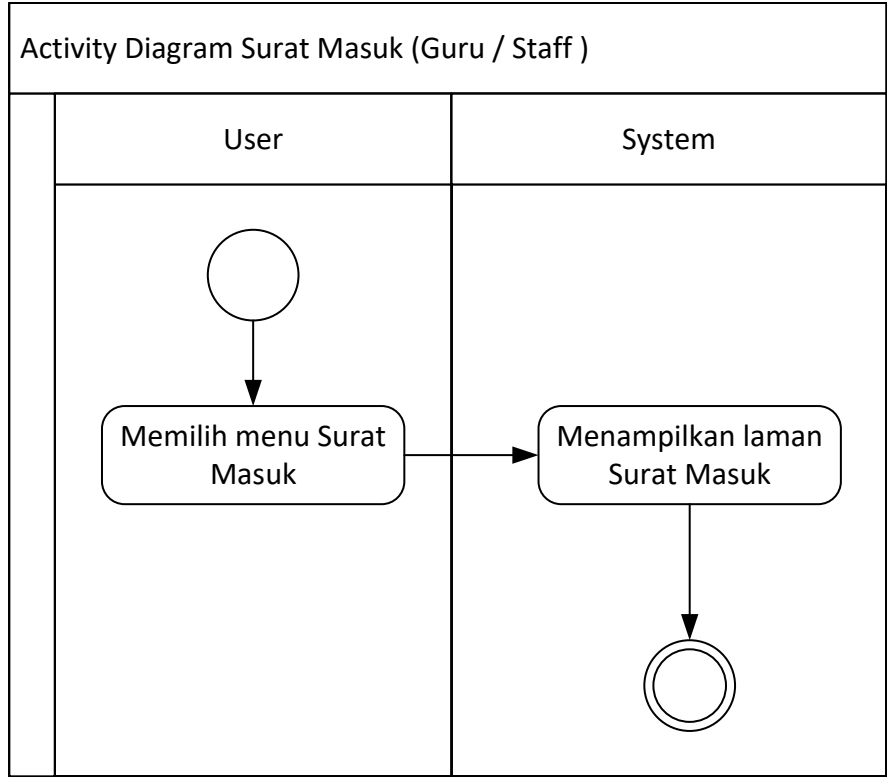 Activity Diagram Surat Masuk (Guru / Staff )
User
System
Memilih menu Surat
Masuk
Menampilkan laman
Surat Masuk